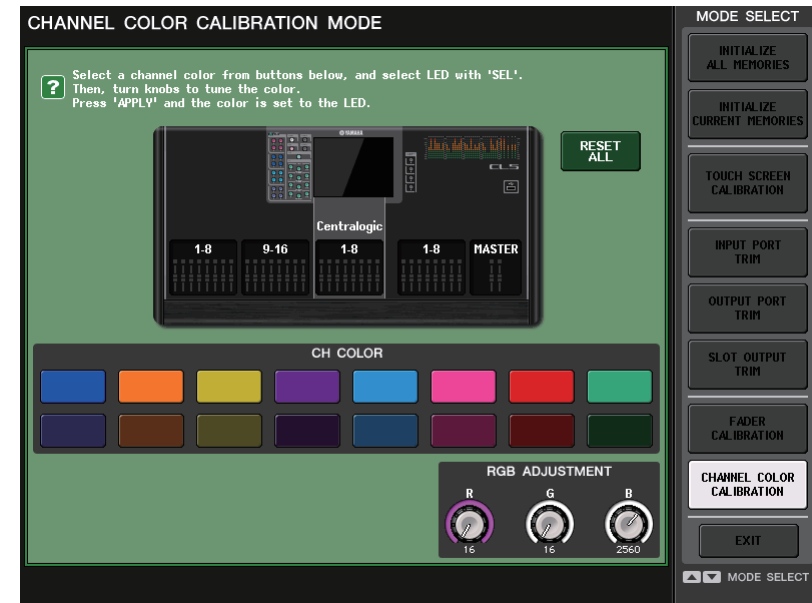 CHANNEL COLOR CALIBRATION MODE
Select a channel color from buttons below, and select LED with 'SEL'.
Then, turn knobs to tune the color.
Press 'APPLY' and the color is set to the LED.
?
YAMAHA
CL5
RESET
ALL
Centralogic
1-8
9-16
1-8
1-8
MASTER
CH COLOR
RGB ADJUSTMENT
R
G
B
16
16
2560
MODE SELECT
INITIALIZE
ALL MEMORIES
INITIALIZE
CURRENT MEMORIES
TOUCH SCREEN
CALIBRATION
INPUT PORT
TRIM
OUTPUT PORT
TRIM
SLOT OUTPUT
TRIM
FADER
CALIBRATION
CHANNEL COLOR
CALIBRATION
EXIT
MODE SELECT